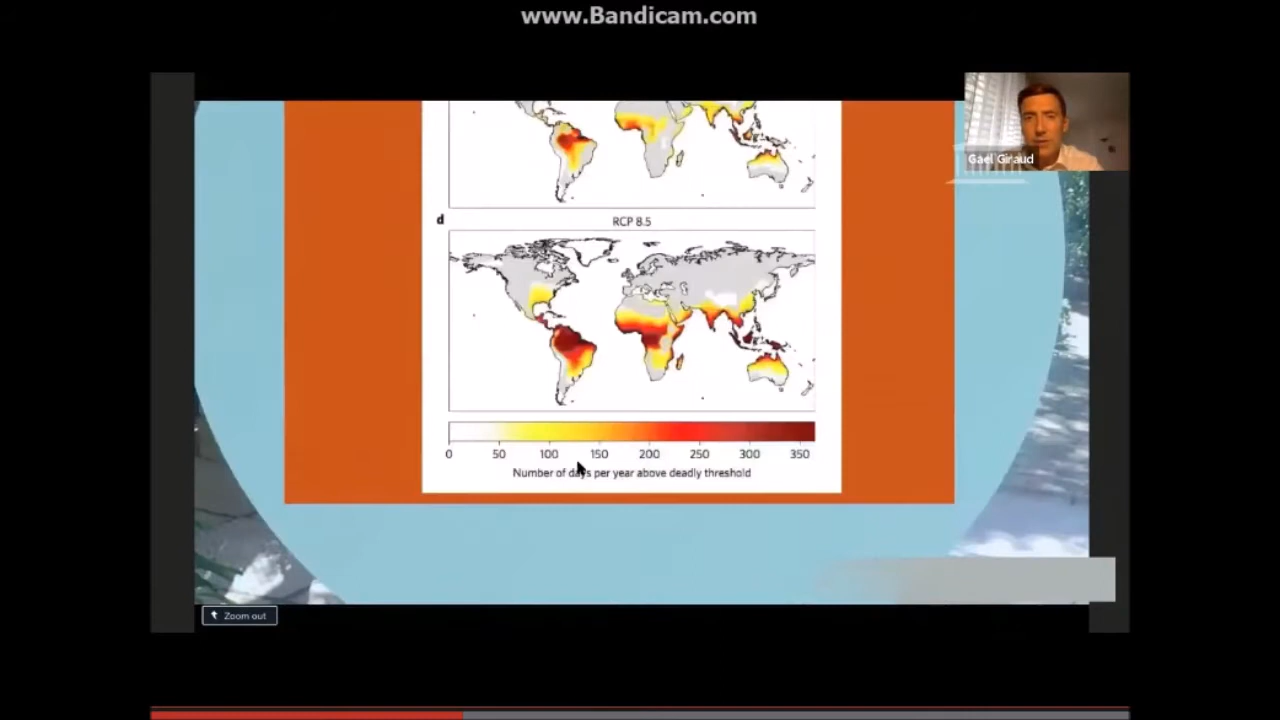 www.Bandicam.com
Gael Giraud
d
RCP 8.5
0 50 100 150 200 250 300 350
Number of days per year above deadly threshold
Zoom out